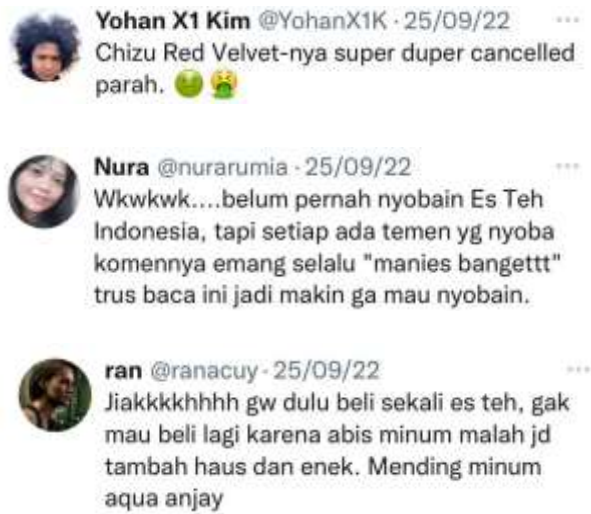 Yohan X1 Kim @YohanX1K · 25/09/22
Chizu Red Velvet-nya super duper cancelled
parah. 🤢🤮
Nura @nurarumia · 25/09/22
Wkwkwk....belum pernah nyobain Es Teh
Indonesia, tapi setiap ada temen yg nyoba
komennya emang selalu "manies bangettt"
trus baca ini jadi makin ga mau nyobain.
ran @ranacuy · 25/09/22
Jiakkkkhhhh gw dulu beli sekali es teh, gak
mau beli lagi karena abis minum malah jd
tambah haus dan enek. Mending minum
aqua anjay